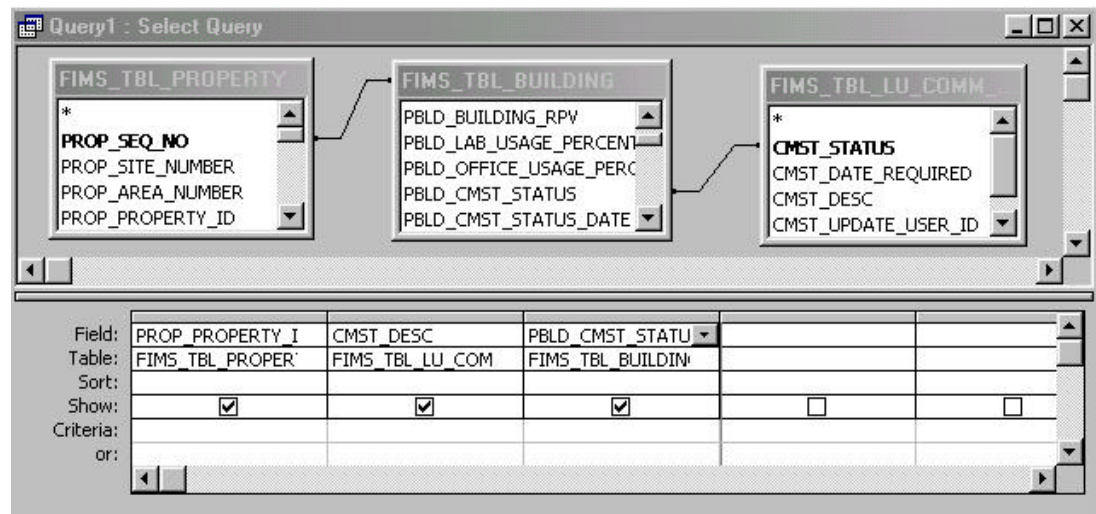 Query1 : Select Query
FIMS_TBL_PROPERTY
*
PROP_SEQ_NO
PROP_SITE_NUMBER
PROP_AREA_NUMBER
PROP_PROPERTY_ID
FIMS_TBL_BUILDING
PBLD_BUILDING_RPV
PBLD_LAB_USAGE_PERCENT
PBLD_OFFICE_USAGE_PERC
PBLD_CMST_STATUS
PBLD_CMST_STATUS_DATE
FIMS_TBL_LU_COMM_...
*
CMST_STATUS
CMST_DATE_REQUIRED
CMST_DESC
CMST_UPDATE_USER_ID
Field: PROP_PROPERTY_I CMST_DESC PBLD_CMST_STATU
Table: FIMS_TBL_PROPER FIMS_TBL_LU_COM FIMS_TBL_BUILDIN
Sort:
Show:
Criteria:
or: